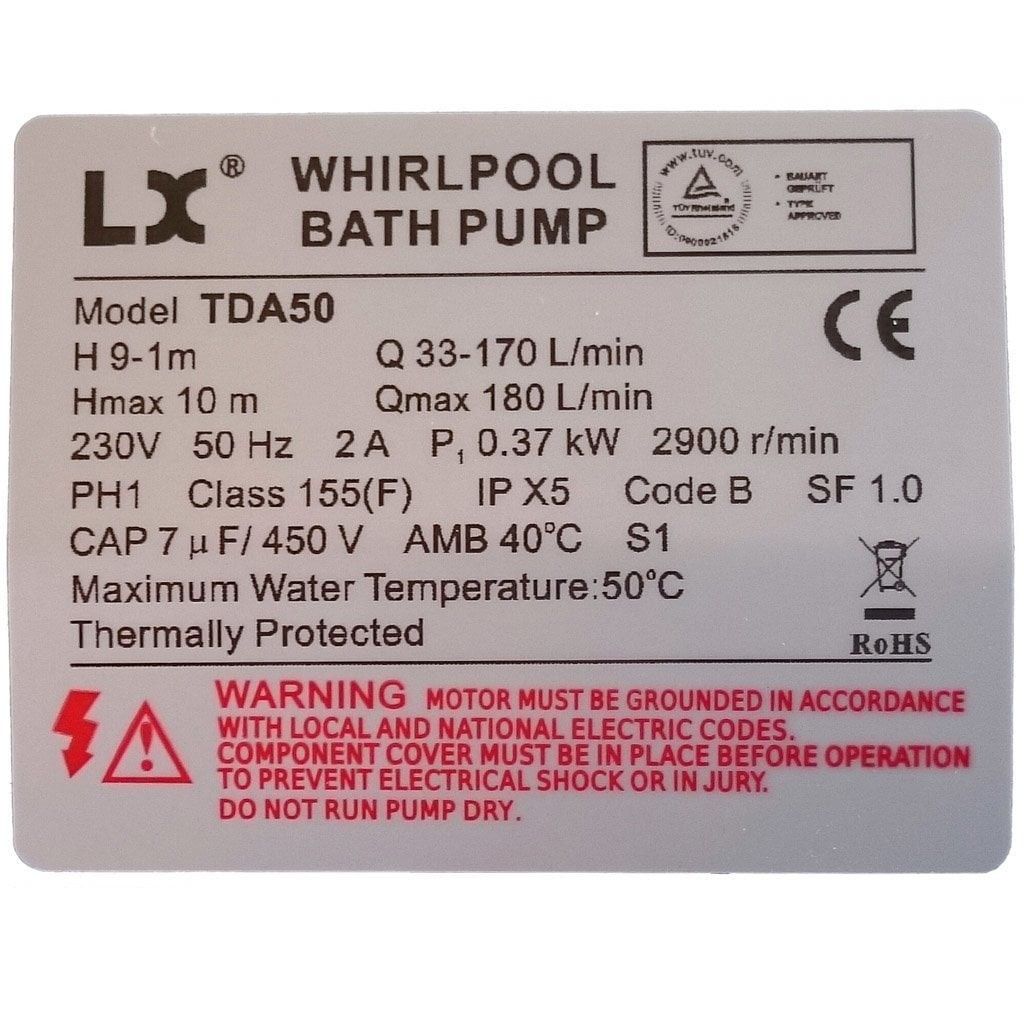 LX® WHIRLPOOL
BATH PUMP
www.tuv.com
TÜVRheinland
• BAUART
GEPRÜFT
• TYPE
APPROVED
Model TDA50
CE
H 9-1m Q 33-170 L/min
Hmax 10 m Qmax 180 L/min
230V 50 Hz 2 A P₁ 0.37 kW 2900 r/min
PH1 Class 155(F) IP X5 Code B SF 1.0
CAP 7 μF/ 450 V AMB 40°C S1
Maximum Water Temperature:50°C
Thermally Protected
RoHS
WARNING MOTOR MUST BE GROUNDED IN ACCORDANCE
WITH LOCAL AND NATIONAL ELECTRIC CODES.
COMPONENT COVER MUST BE IN PLACE BEFORE OPERATION
TO PREVENT ELECTRICAL SHOCK OR IN JURY.
DO NOT RUN PUMP DRY.